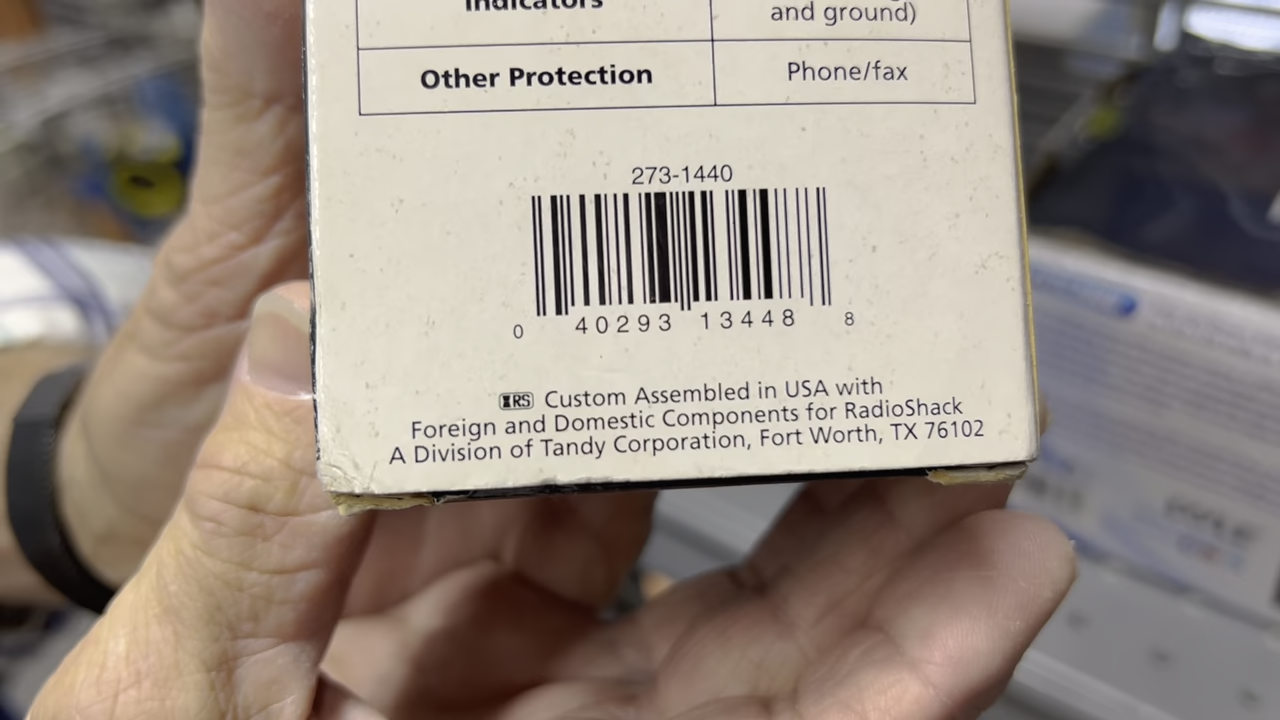 Indicators
and ground)
Other Protection
Phone/fax
273-1440
0 40293 13448 8
RS Custom Assembled in USA with
Foreign and Domestic Components for RadioShack
A Division of Tandy Corporation, Fort Worth, TX 76102